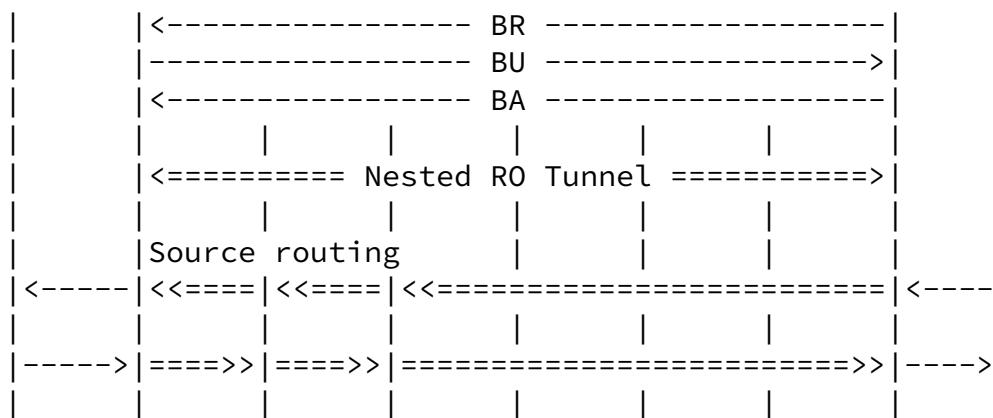 |      |<----------------- BR -------------------|
|      |------------------ BU ------------------>|
|      |<----------------- BA -------------------|
|      |      |      |      |      |      |      |
|      |<========== Nested RO Tunnel ===========>|
|      |      |      |      |      |      |      |
|      |Source routing      |      |      |      |
|<-----|<<====|<<====|<<=========================|<----
|      |      |      |      |      |      |      |
|----->|====>>|====>>|=========================>>|---->
|      |      |      |      |      |      |      |